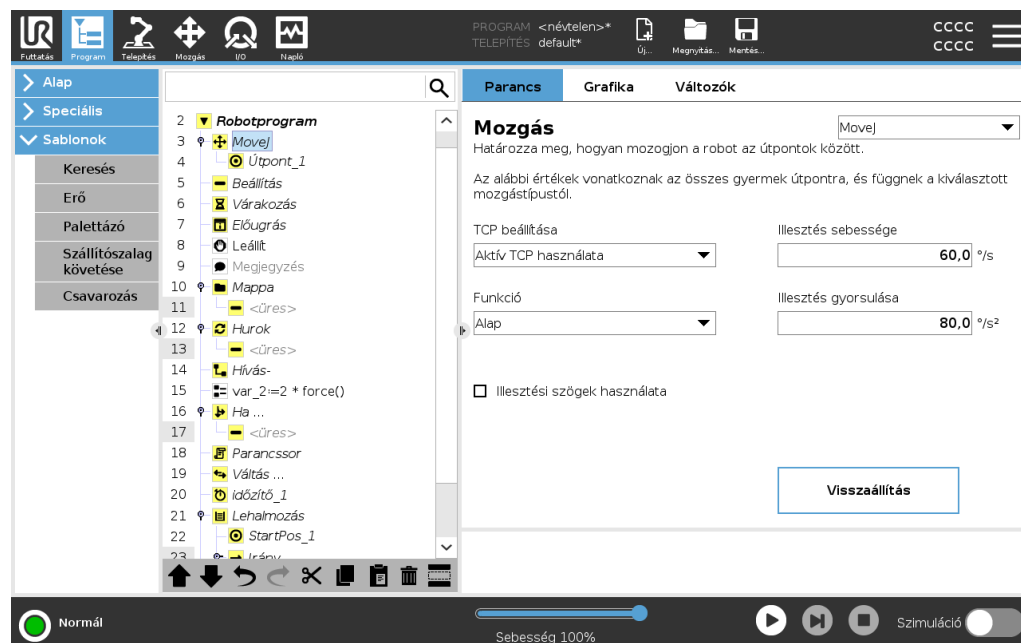 PROGRAM <névtelen>*
TELEPÍTÉS default*
CCCC
CCCC
Futtatás Program Telepítés Mozgás I/O Napló Új... Megnyitás... Mentés...
Alap
Speciális
Sablonok
Keresés
Erő
Palettázó
Szállítószalag
követése
Csavarozás
2 Robotprogram
3 MoveJ
4 Útpont_1
5 Beállítás
6 Várakozás
7 Előugrás
8 Leállít
9 Megjegyzés
10 Mappa
11 <üres>
12 Hurok
13 <üres>
14 Hívás-
15 var_2:=2 * force()
16 Ha ...
17 <üres>
18 Parancssor
19 Váltás ...
20 időzítő_1
21 Lehalmozás
22 StartPos_1
23 Irány
Parancs Grafika Változók
Mozgás
MoveJ
Határozza meg, hogyan mozogjon a robot az útpontok között.
Az alábbi értékek vonatkoznak az összes gyermek útpontra, és függnek a kiválasztott
mozgástípustól.
TCP beállítása Illesztés sebessége
Aktív TCP használata 60,0 °/s
Funkció Illesztés gyorsulása
Alap 80,0 °/s²
Illesztési szögek használata
Visszaállítás
Normál
Sebesség 100%
Szimuláció